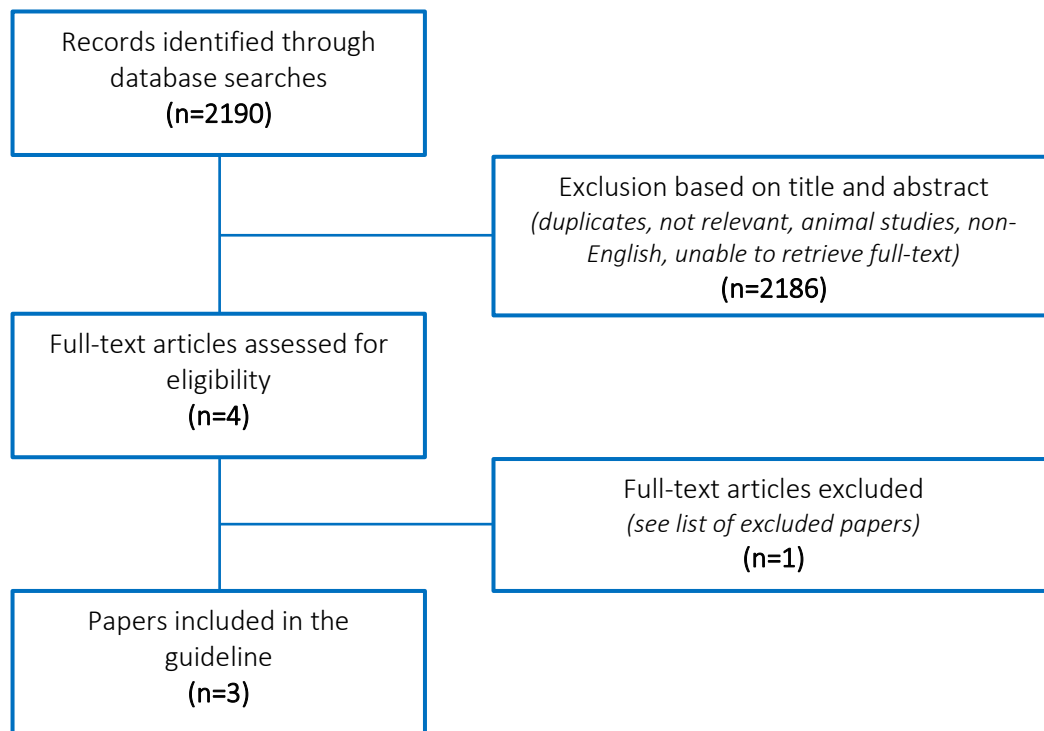 Records identified through
database searches
(n=2190)
Exclusion based on title and abstract
(duplicates, not relevant, animal studies, non-
English, unable to retrieve full-text)
(n=2186)
Full-text articles assessed for
eligibility
(n=4)
Full-text articles excluded
(see list of excluded papers)
(n=1)
Papers included in the
guideline
(n=3)